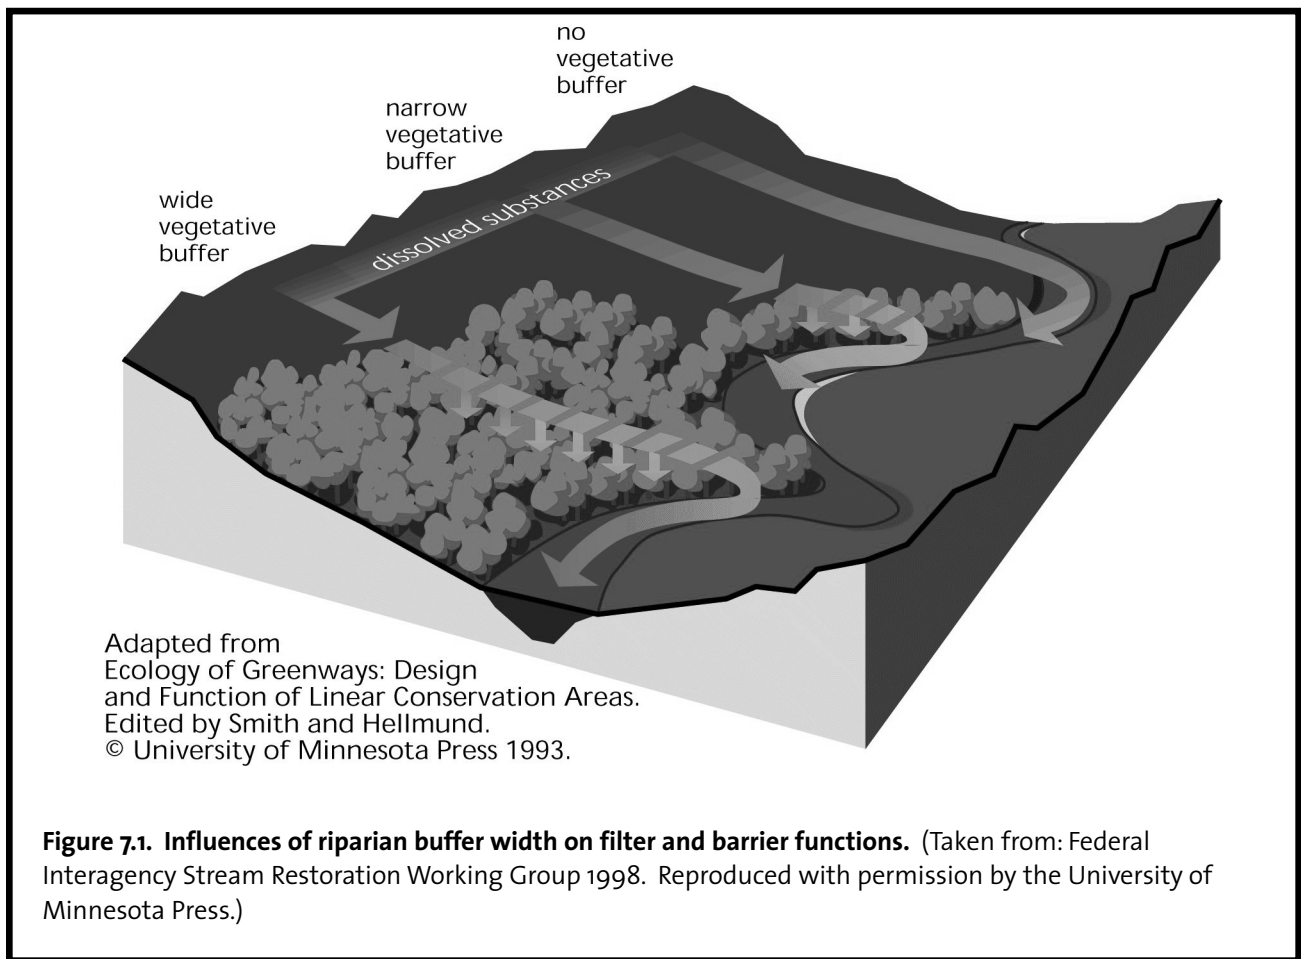 no
vegetative
buffer
narrow
vegetative
buffer
wide
vegetative
buffer
dissolved substances
Adapted from
Ecology of Greenways: Design
and Function of Linear Conservation Areas.
Edited by Smith and Hellmund.
© University of Minnesota Press 1993.
Figure 7.1. Influences of riparian buffer width on filter and barrier functions. (Taken from: Federal
Interagency Stream Restoration Working Group 1998. Reproduced with permission by the University of
Minnesota Press.)